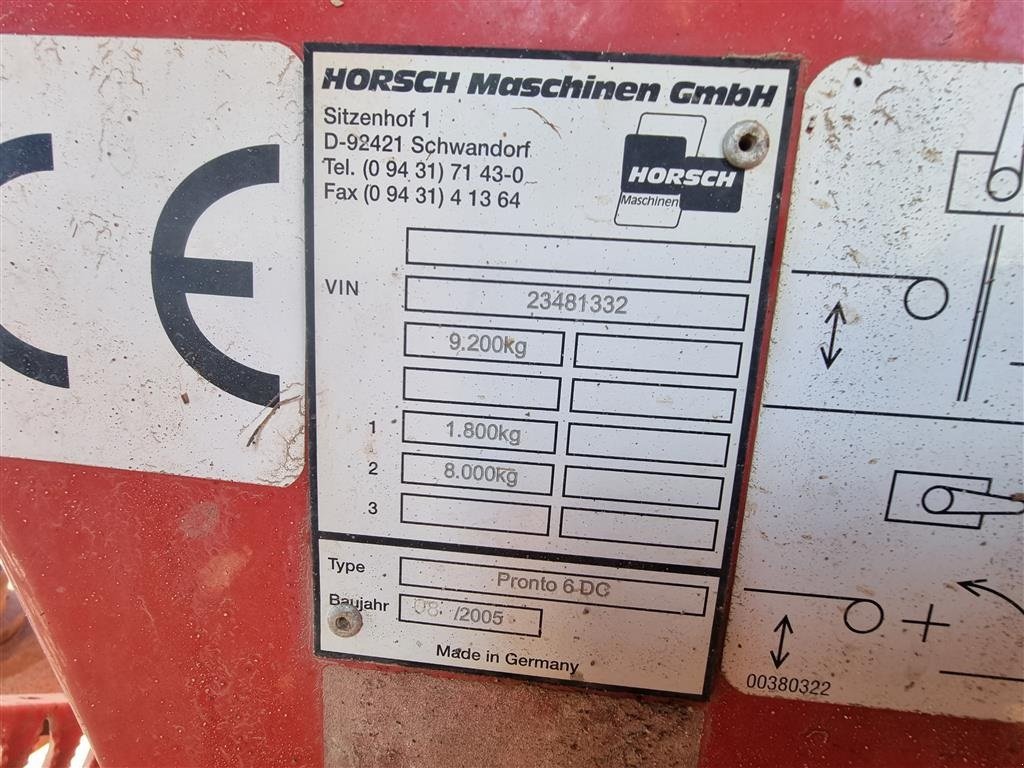 CE
HORSCH Maschinen GmbH
Sitzenhof 1
D-92421 Schwandorf
Tel. (0 94 31) 71 43-0
Fax (0 94 31) 4 13 64
HORSCH
Maschinen
VIN 23481332
9.200kg
1 1.800kg
2 8.000kg
3
Type Pronto 6 DC
Baujahr 08 /2005
Made in Germany
00380322